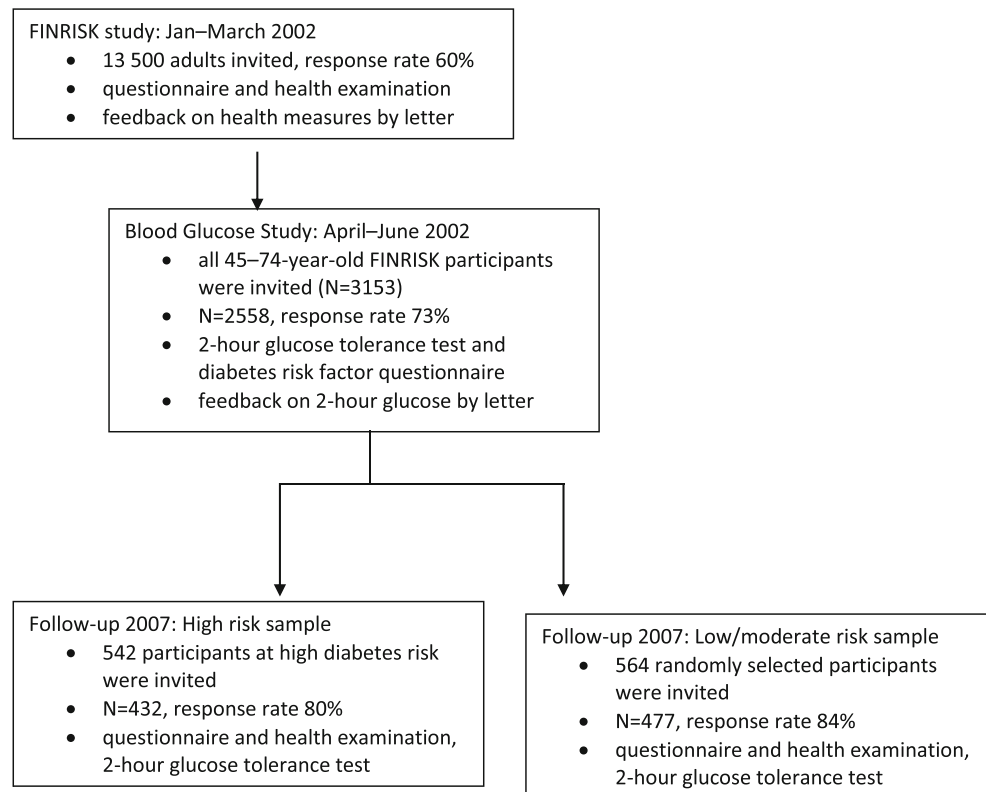 FINRISK study: Jan–March 2002
• 13 500 adults invited, response rate 60%
• questionnaire and health examination
• feedback on health measures by letter
Blood Glucose Study: April–June 2002
• all 45–74-year-old FINRISK participants
were invited (N=3153)
• N=2558, response rate 73%
• 2-hour glucose tolerance test and
diabetes risk factor questionnaire
• feedback on 2-hour glucose by letter
Follow-up 2007: High risk sample
• 542 participants at high diabetes risk
were invited
• N=432, response rate 80%
• questionnaire and health examination,
2-hour glucose tolerance test
Follow-up 2007: Low/moderate risk sample
• 564 randomly selected participants
were invited
• N=477, response rate 84%
• questionnaire and health examination,
2-hour glucose tolerance test